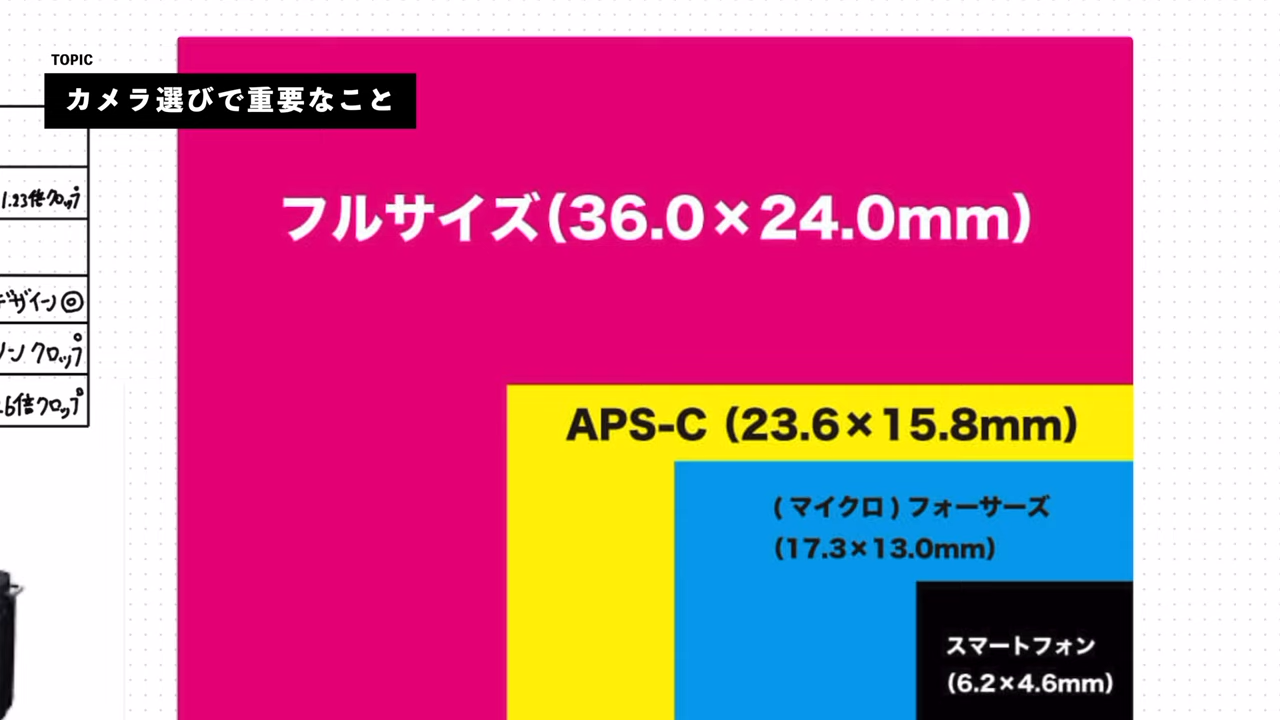 TOPIC
カメラ選びで重要なこと
1.23倍クロップ
デザイン◎
ノンクロップ
.6倍クロップ
フルサイズ(36.0×24.0mm)
APS-C (23.6×15.8mm)
(マイクロ)フォーサーズ
(17.3×13.0mm)
スマートフォン
(6.2×4.6mm)